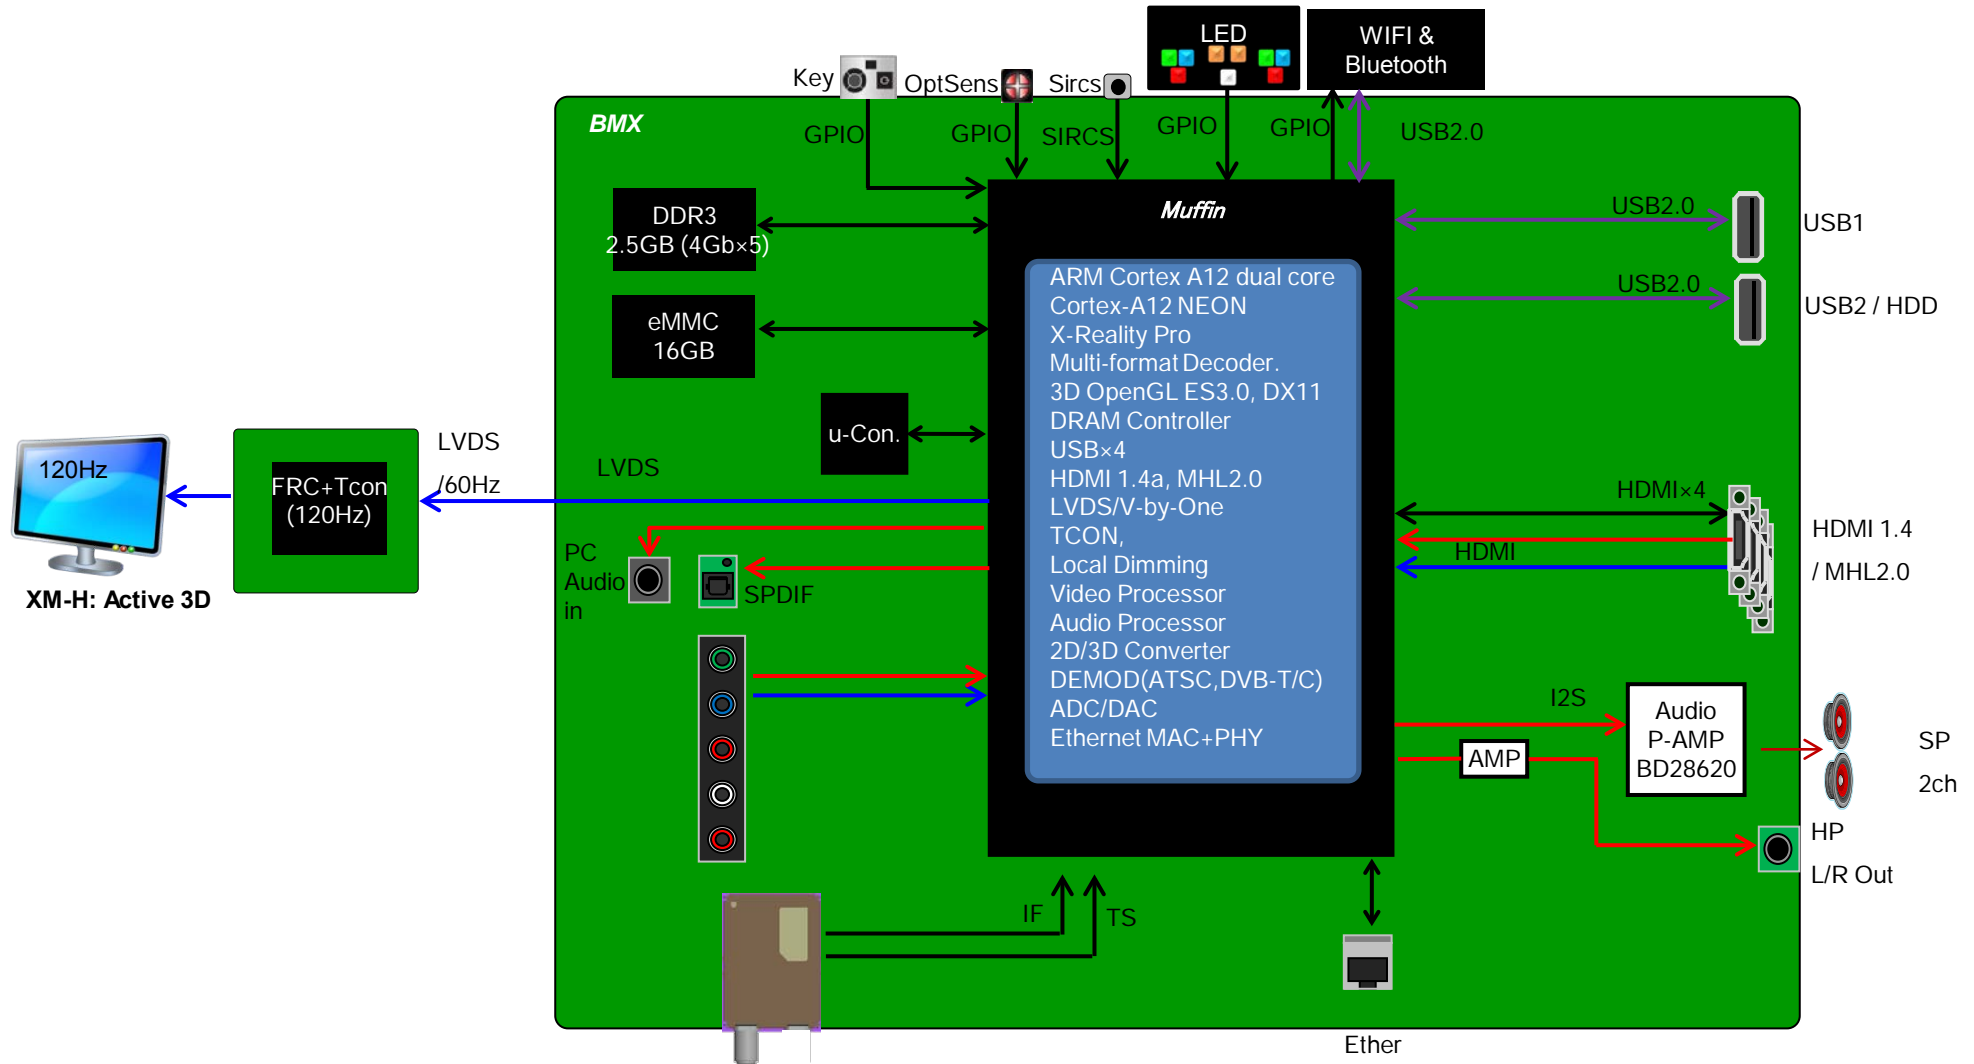 LED
WIFI &
Bluetooth
Key
OptSens
Sircs
BMX
GPIO
GPIO
SIRCS
GPIO
GPIO
USB2.0
DDR3
2.5GB (4Gb×5)
eMMC
16GB
u-Con.
Muffin
ARM Cortex A12 dual core
Cortex-A12 NEON
X-Reality Pro
Multi-format Decoder.
3D OpenGL ES3.0, DX11
DRAM Controller
USB×4
HDMI 1.4a, MHL2.0
LVDS/V-by-One
TCON,
Local Dimming
Video Processor
Audio Processor
2D/3D Converter
DEMOD(ATSC,DVB-T/C)
ADC/DAC
Ethernet MAC+PHY
USB2.0
USB1
USB2.0
USB2 / HDD
120Hz
XM-H: Active 3D
FRC+Tcon
(120Hz)
LVDS
/60Hz
LVDS
PC
Audio
in
SPDIF
HDMI×4
HDMI
HDMI 1.4
/ MHL2.0
I2S
Audio
P-AMP
BD28620
AMP
SP
2ch
HP
L/R Out
IF
TS
Ether